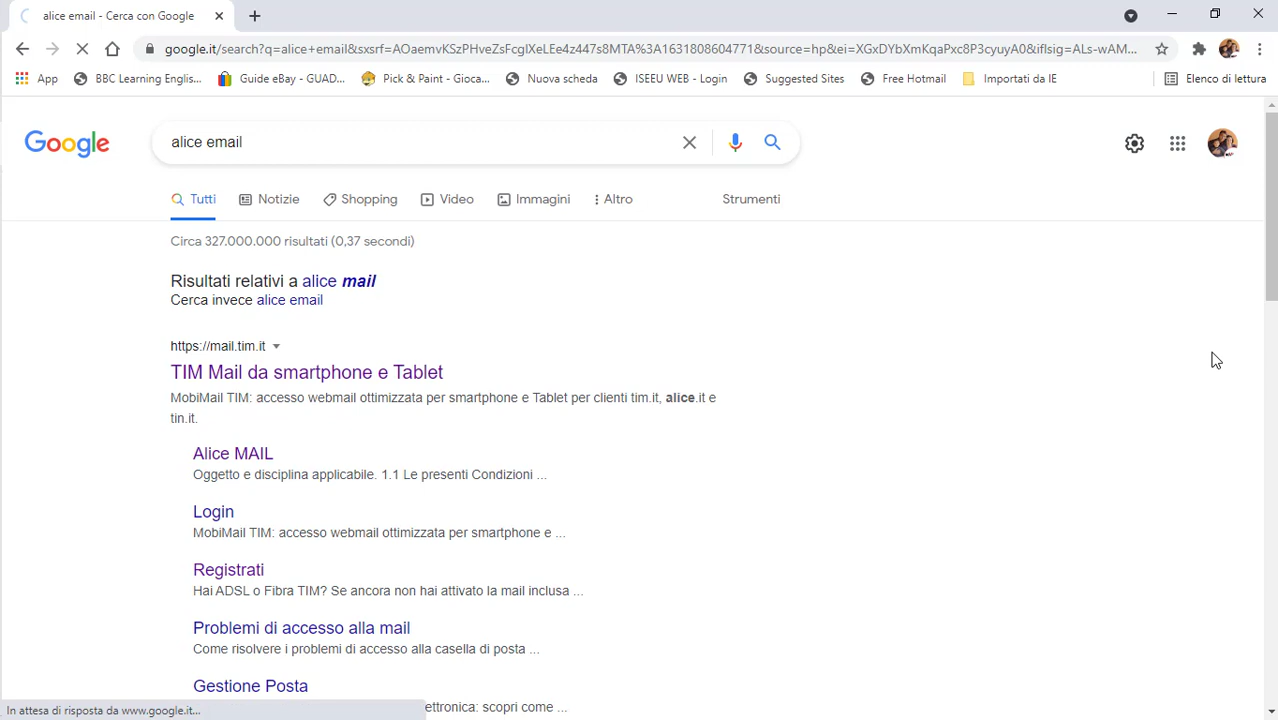 alice email - Cerca con Google
google.it/search?q=alice+email&sxsrf=AOaemvKSzPHveZsFcg0XeLEe4z447s8MTA%3A1631808604771&source=hp&ei=XGxDYbXmKqaPxc8P3cyuyA0&iflsig=ALs-wAM...
App
BBC Learning Englis...
Guide eBay - GUAD...
Pick & Paint - Gioca...
Nuova scheda
ISEEU WEB - Login
Suggested Sites
Free Hotmail
Importati da IE
Elenco di lettura
Google
alice email
Tutti
Notizie
Shopping
Video
Immagini
Altro
Strumenti
Circa 327.000.000 risultati (0,37 secondi)
Risultati relativi a alice mail
Cerca invece alice email
https://mail.tim.it
TIM Mail da smartphone e Tablet
MobiMail TIM: accesso webmail ottimizzata per smartphone e Tablet per clienti tim.it, alice.it e
tin.it.
Alice MAIL
Oggetto e disciplina applicabile. 1.1 Le presenti Condizioni ...
Login
MobiMail TIM: accesso webmail ottimizzata per smartphone e ...
Registrati
Hai ADSL o Fibra TIM? Se ancora non hai attivato la mail inclusa ...
Problemi di accesso alla mail
Come risolvere i problemi di accesso alla casella di posta ...
Gestione Posta
ettronica: scopri come ...
In attesa di risposta da www.google.it...